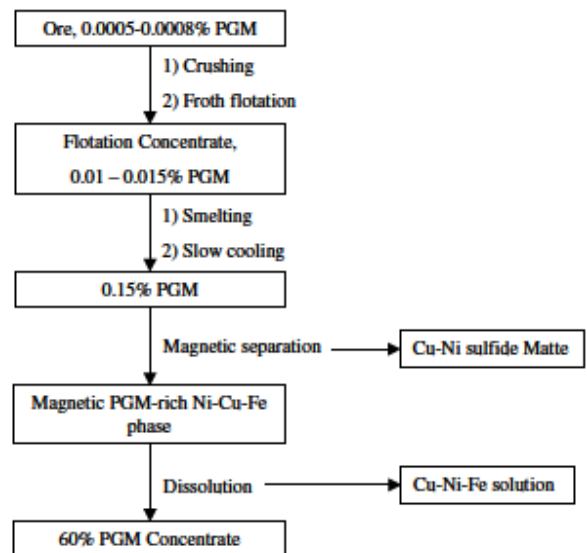 Ore, 0.0005-0.0008% PGM
1) Crushing
2) Froth flotation
Flotation Concentrate,
0.01 – 0.015% PGM
1) Smelting
2) Slow cooling
0.15% PGM
Magnetic separation
Cu-Ni sulfide Matte
Magnetic PGM-rich Ni-Cu-Fe
phase
Dissolution
Cu-Ni-Fe solution
60% PGM Concentrate